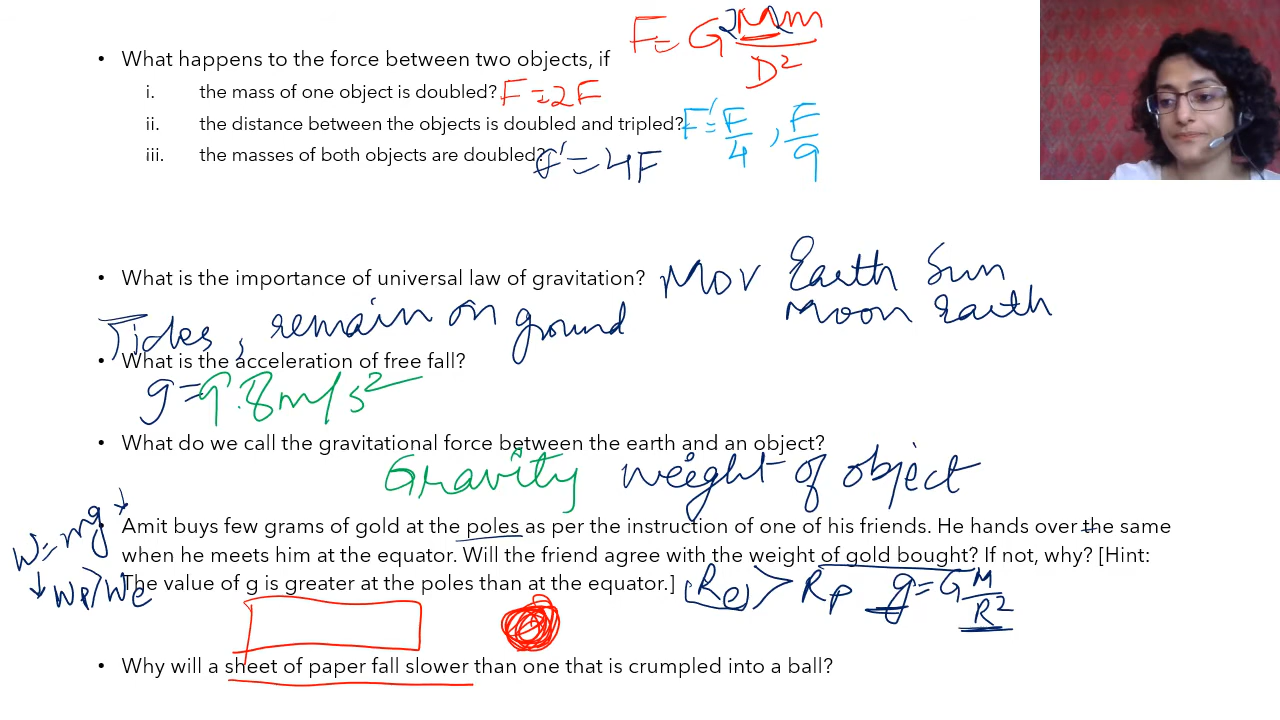 F = G 2M2m / D²
• What happens to the force between two objects, if
i. the mass of one object is doubled? F = 2F
ii. the distance between the objects is doubled and tripled? F' = F/4 , F/9
iii. the masses of both objects are doubled? F' = 4F
• What is the importance of universal law of gravitation? Mov Earth Sun
Moon Earth
Tides, remain on ground
• What is the acceleration of free fall?
g = 9.8m/s²
• What do we call the gravitational force between the earth and an object?
Gravity weight of object
W = mg ↓
• Amit buys few grams of gold at the poles as per the instruction of one of his friends. He hands over the same
when he meets him at the equator. Will the friend agree with the weight of gold bought? If not, why? [Hint:
The value of g is greater at the poles than at the equator.] (Re) > Rp g = G M/R²
↓ Wp > We
• Why will a sheet of paper fall slower than one that is crumpled into a ball?